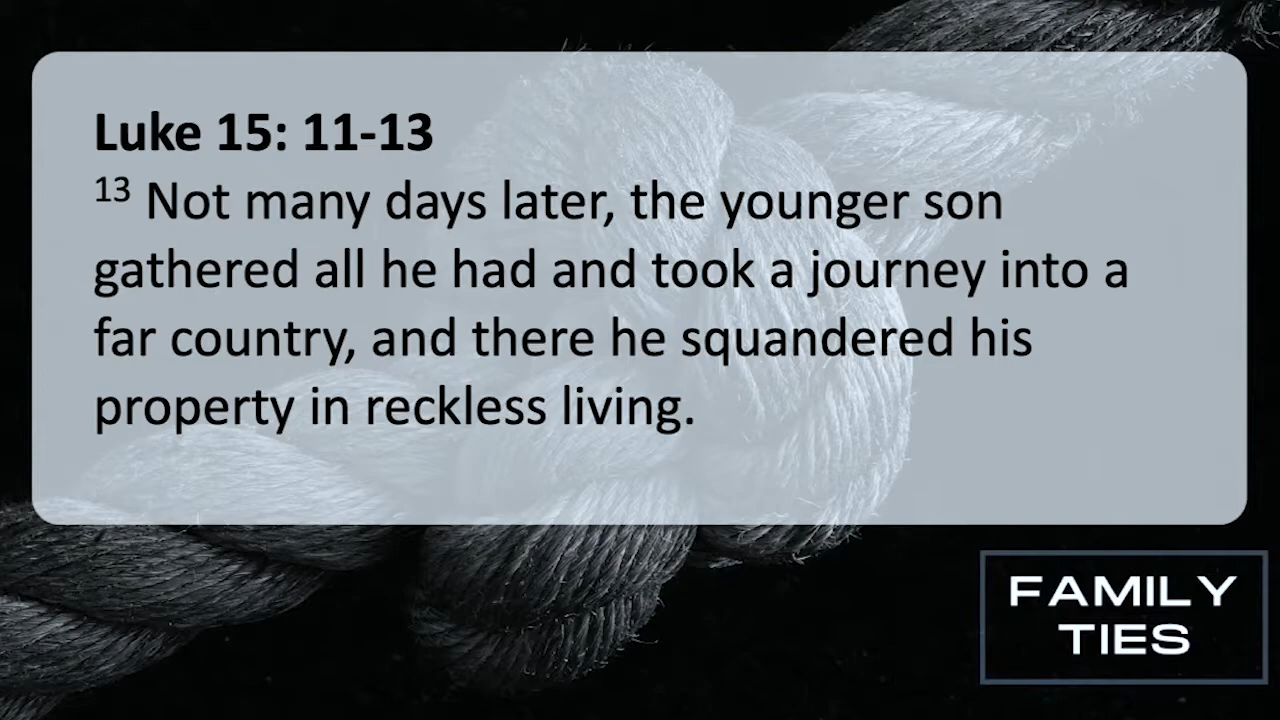 Luke 15: 11-13
13 Not many days later, the younger son
gathered all he had and took a journey into a
far country, and there he squandered his
property in reckless living.
FAMILY
TIES